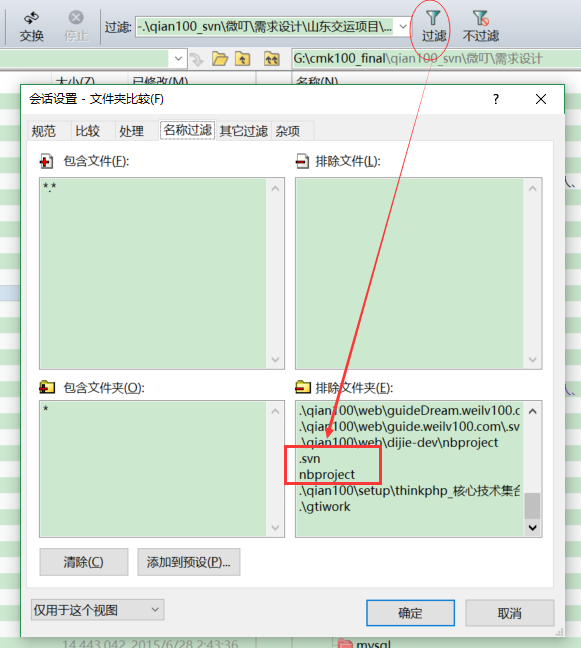 交换
停止
过滤:
-.\qian100_svn\微叮\需求设计\山东交运项目\...
过滤
不过滤
G:\cmk100_final\qian100_svn\微叮\需求设计
大小(Z)
已修改(M)
名称(N)
会话设置 - 文件夹比较(F)
?
规范
比较
处理
名称过滤
其它过滤
杂项
包含文件(F):
排除文件(L):
*.*
包含文件夹(O):
排除文件夹(E):
*
.\qian100\web\guideDream.weilv100.c
.\qian100\web\guide.weilv100.com\.sv
.\qian100\web\dijie-dev\nbproject
.svn
nbproject
.\qian100\setup\thinkphp_核心技术集合
.\gtiwork
清除(C)
添加到预设(P)...
仅用于这个视图
确定
取消
14,443,042 2015/6/28 2:43:36
mysql